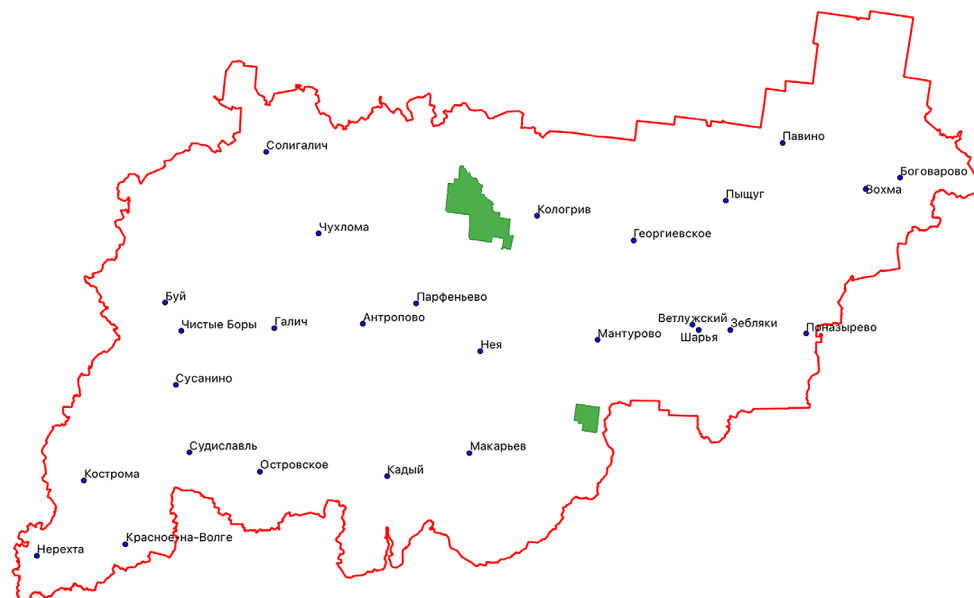 Павино
Солигалич
Боговарово
Вохма
Пыщуг
Кологрив
Чухлома
Георгиевское
Буй
Парфеньево
Чистые Боры
Галич
Антропово
Ветлужский
Зебляки
Поназырево
Шарья
Мантурово
Нея
Сусанино
Судиславль
Макарьев
Островское
Кадый
Кострома
Красное-на-Волге
Нерехта